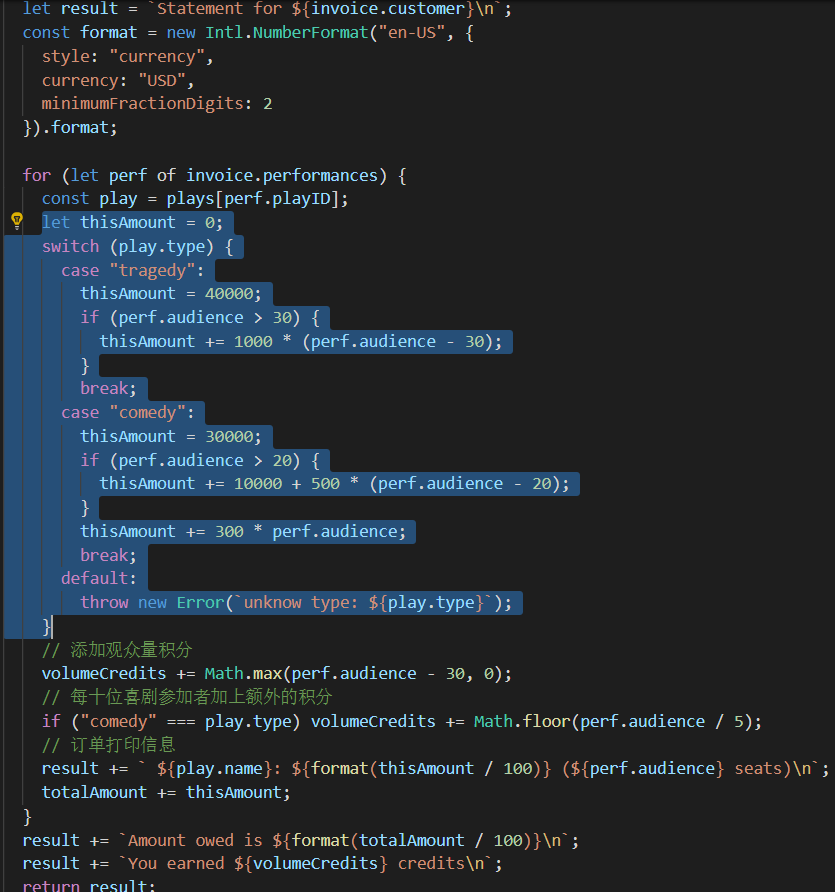 let result = `Statement for ${invoice.customer}\n`;
const format = new Intl.NumberFormat("en-US", {
  style: "currency",
  currency: "USD",
  minimumFractionDigits: 2
}).format;

for (let perf of invoice.performances) {
  const play = plays[perf.playID];
  let thisAmount = 0;
  switch (play.type) {
    case "tragedy":
      thisAmount = 40000;
      if (perf.audience > 30) {
        thisAmount += 1000 * (perf.audience - 30);
      }
      break;
    case "comedy":
      thisAmount = 30000;
      if (perf.audience > 20) {
        thisAmount += 10000 + 500 * (perf.audience - 20);
      }
      thisAmount += 300 * perf.audience;
      break;
    default:
      throw new Error(`unknow type: ${play.type}`);
  }
  // 添加观众量积分
  volumeCredits += Math.max(perf.audience - 30, 0);
  // 每十位喜剧参加者加上额外的积分
  if ("comedy" === play.type) volumeCredits += Math.floor(perf.audience / 5);
  // 订单打印信息
  result += ` ${play.name}: ${format(thisAmount / 100)} (${perf.audience} seats)\n`;
  totalAmount += thisAmount;
}
result += `Amount owed is ${format(totalAmount / 100)}\n`;
result += `You earned ${volumeCredits} credits\n`;
return result;